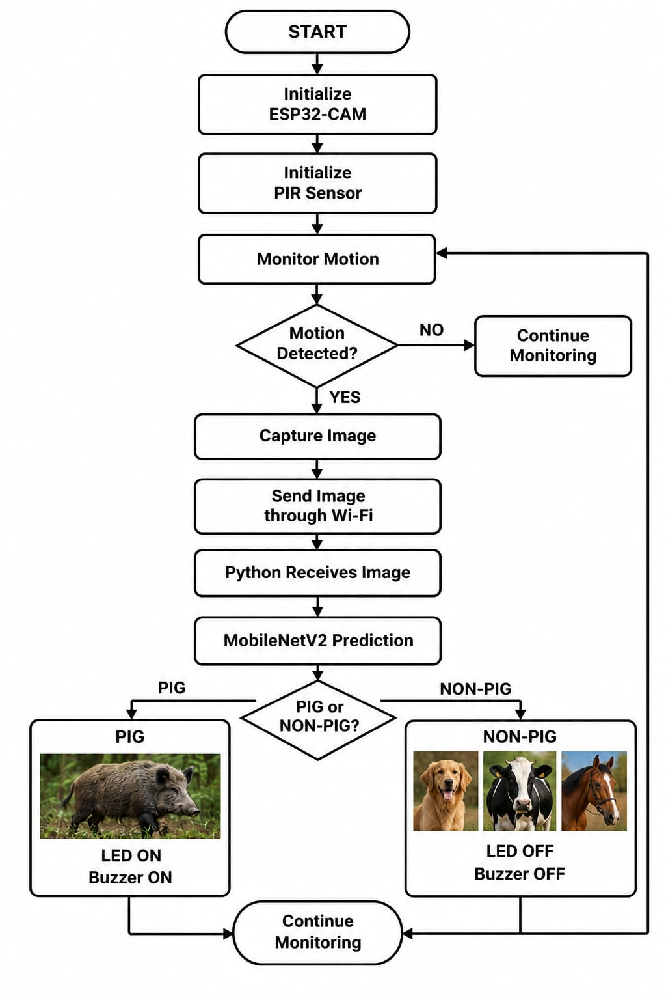 START
Initialize
ESP32-CAM
Initialize
PIR Sensor
Monitor Motion
Motion
Detected?
NO
Continue
Monitoring
YES
Capture Image
Send Image
through Wi-Fi
Python Receives Image
MobileNetV2 Prediction
PIG or
NON-PIG?
PIG
NON-PIG
PIG
LED ON
Buzzer ON
NON-PIG
LED OFF
Buzzer OFF
Continue
Monitoring